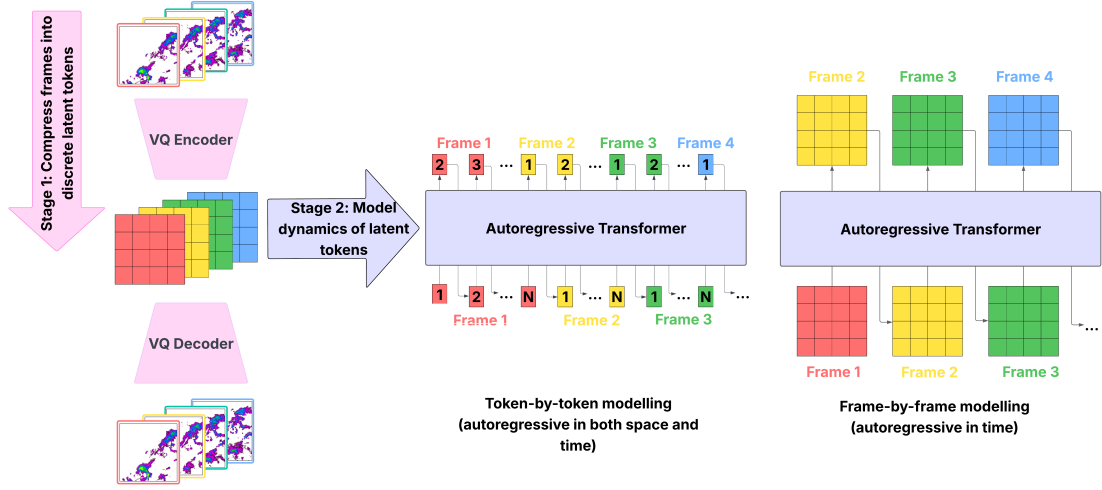 Stage 1: Compress frames into
discrete latent tokens
VQ Encoder
VQ Decoder
Stage 2: Model
dynamics of latent
tokens
Frame 1 Frame 2 Frame 3 Frame 4
2 3 ... 1 2 ... 1 2 ... 1
Autoregressive Transformer
1 2 ... N 1 ... N 1 ... N ...
Frame 1 Frame 2 Frame 3
Token-by-token modelling
(autoregressive in both space and
time)
Frame 2 Frame 3 Frame 4
Autoregressive Transformer
...
Frame 1 Frame 2 Frame 3
Frame-by-frame modelling
(autoregressive in time)